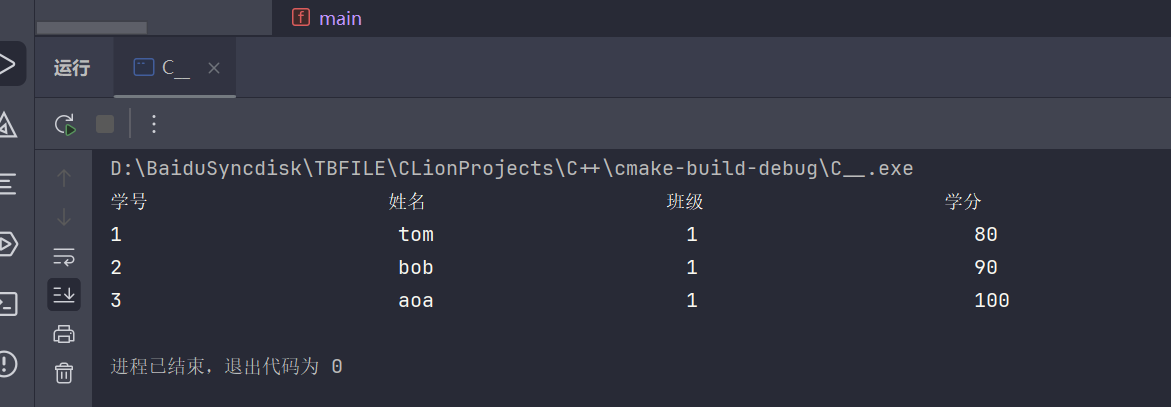 main
运行 C__
D:\BaiduSyncdisk\TBFILE\CLionProjects\C++\cmake-build-debug\C__.exe
学号 姓名 班级 学分
1 tom 1 80
2 bob 1 90
3 aoa 1 100
进程已结束，退出代码为 0